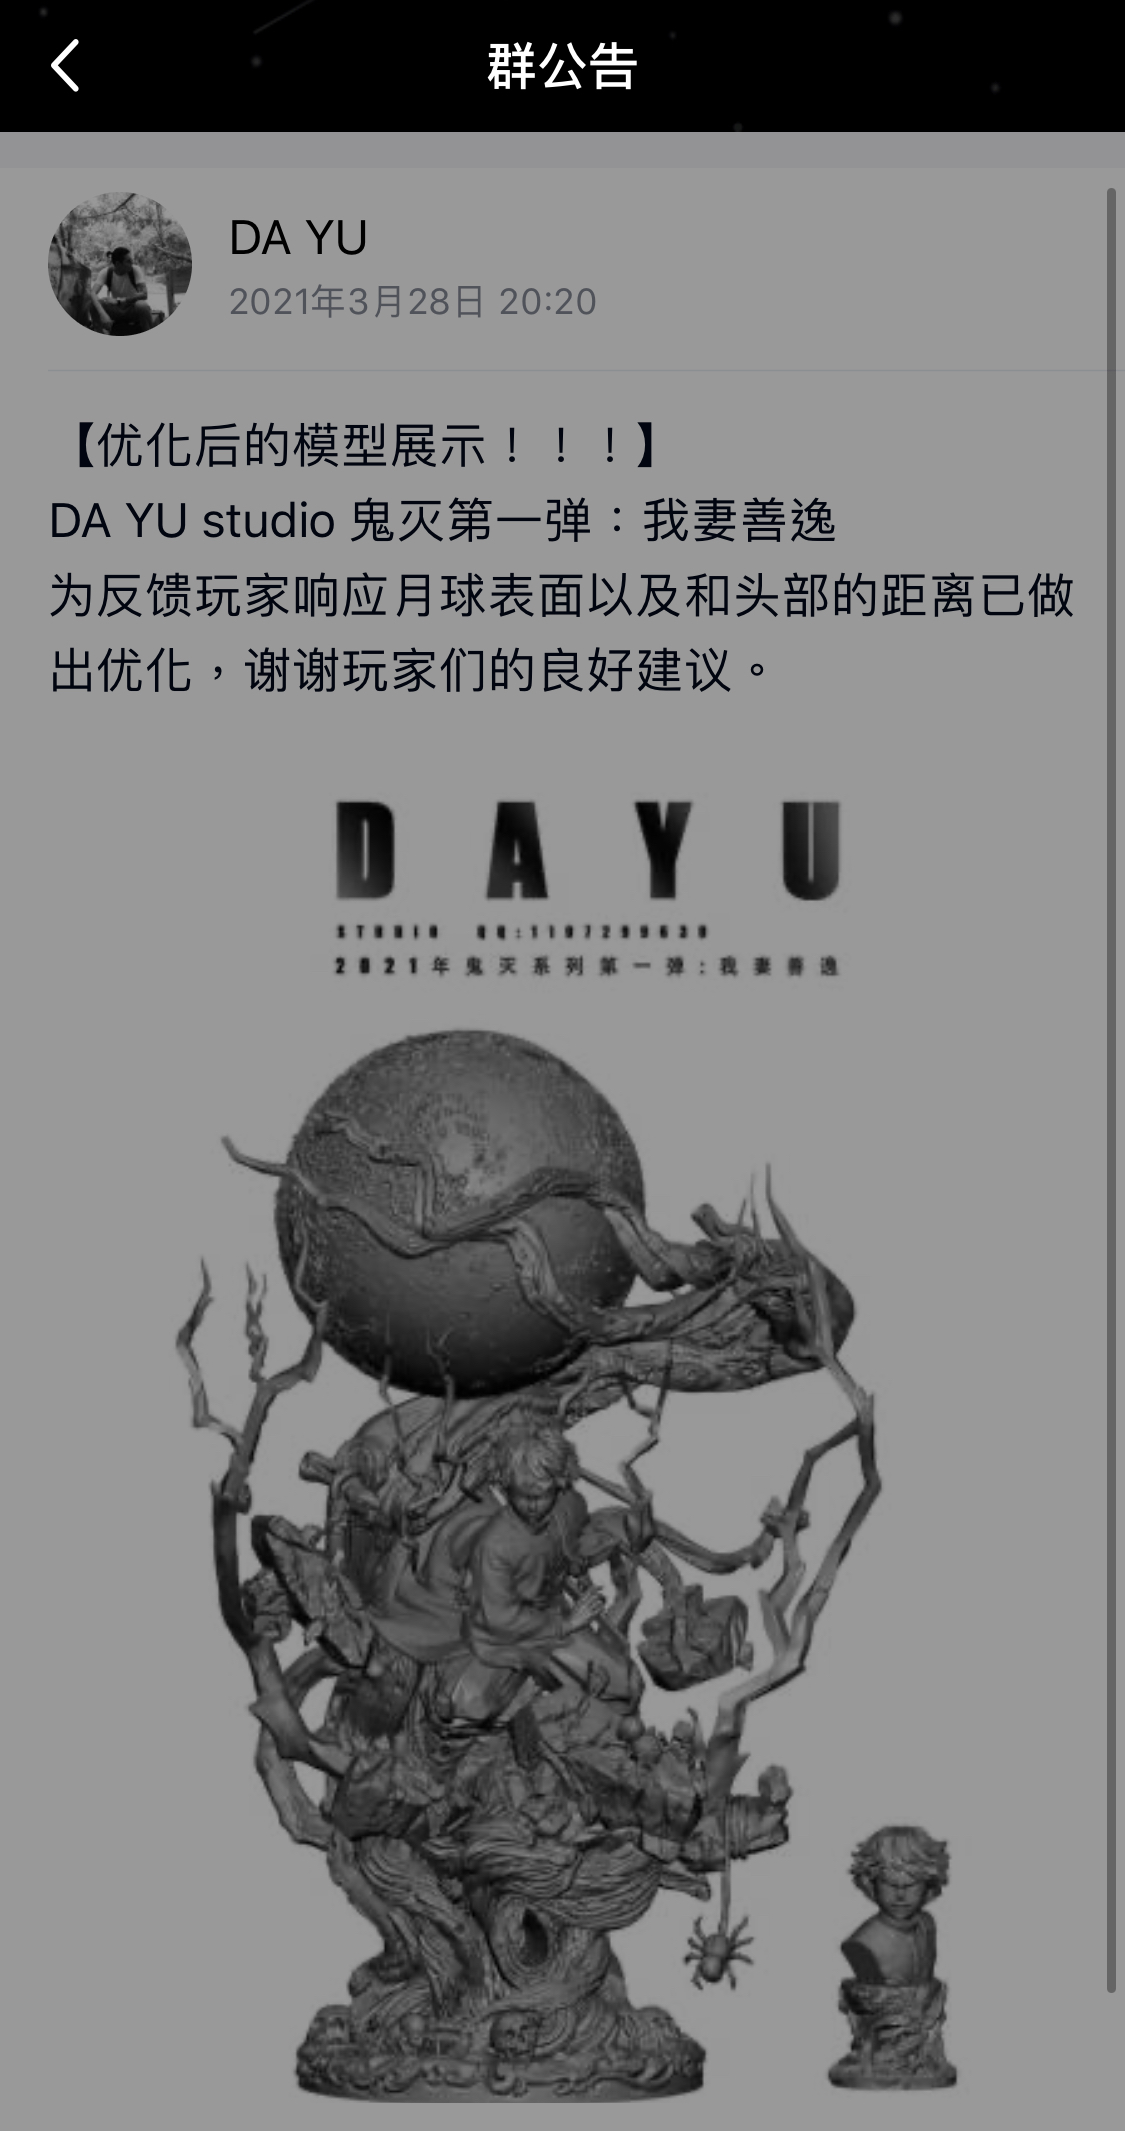 群公告
DA YU
2021年3月28日 20:20
【优化后的模型展示！！！】
DA YU studio 鬼灭第一弹：我妻善逸
为反馈玩家响应月球表面以及和头部的距离已做
出优化，谢谢玩家们的良好建议。
DAYU
STUDIO QQ:1197299630
2021年鬼灭系列第一弹:我妻善逸